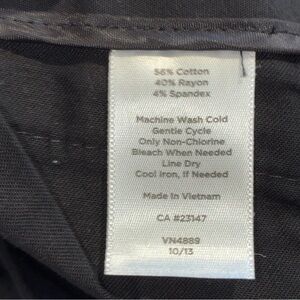 56% Cotton
40% Rayon
4% Spandex
Machine Wash Cold
Gentle Cycle
Only Non-Chlorine
Bleach When Needed
Line Dry
Cool Iron, If Needed
Made In Vietnam
CA #23147
VN4889
10/13